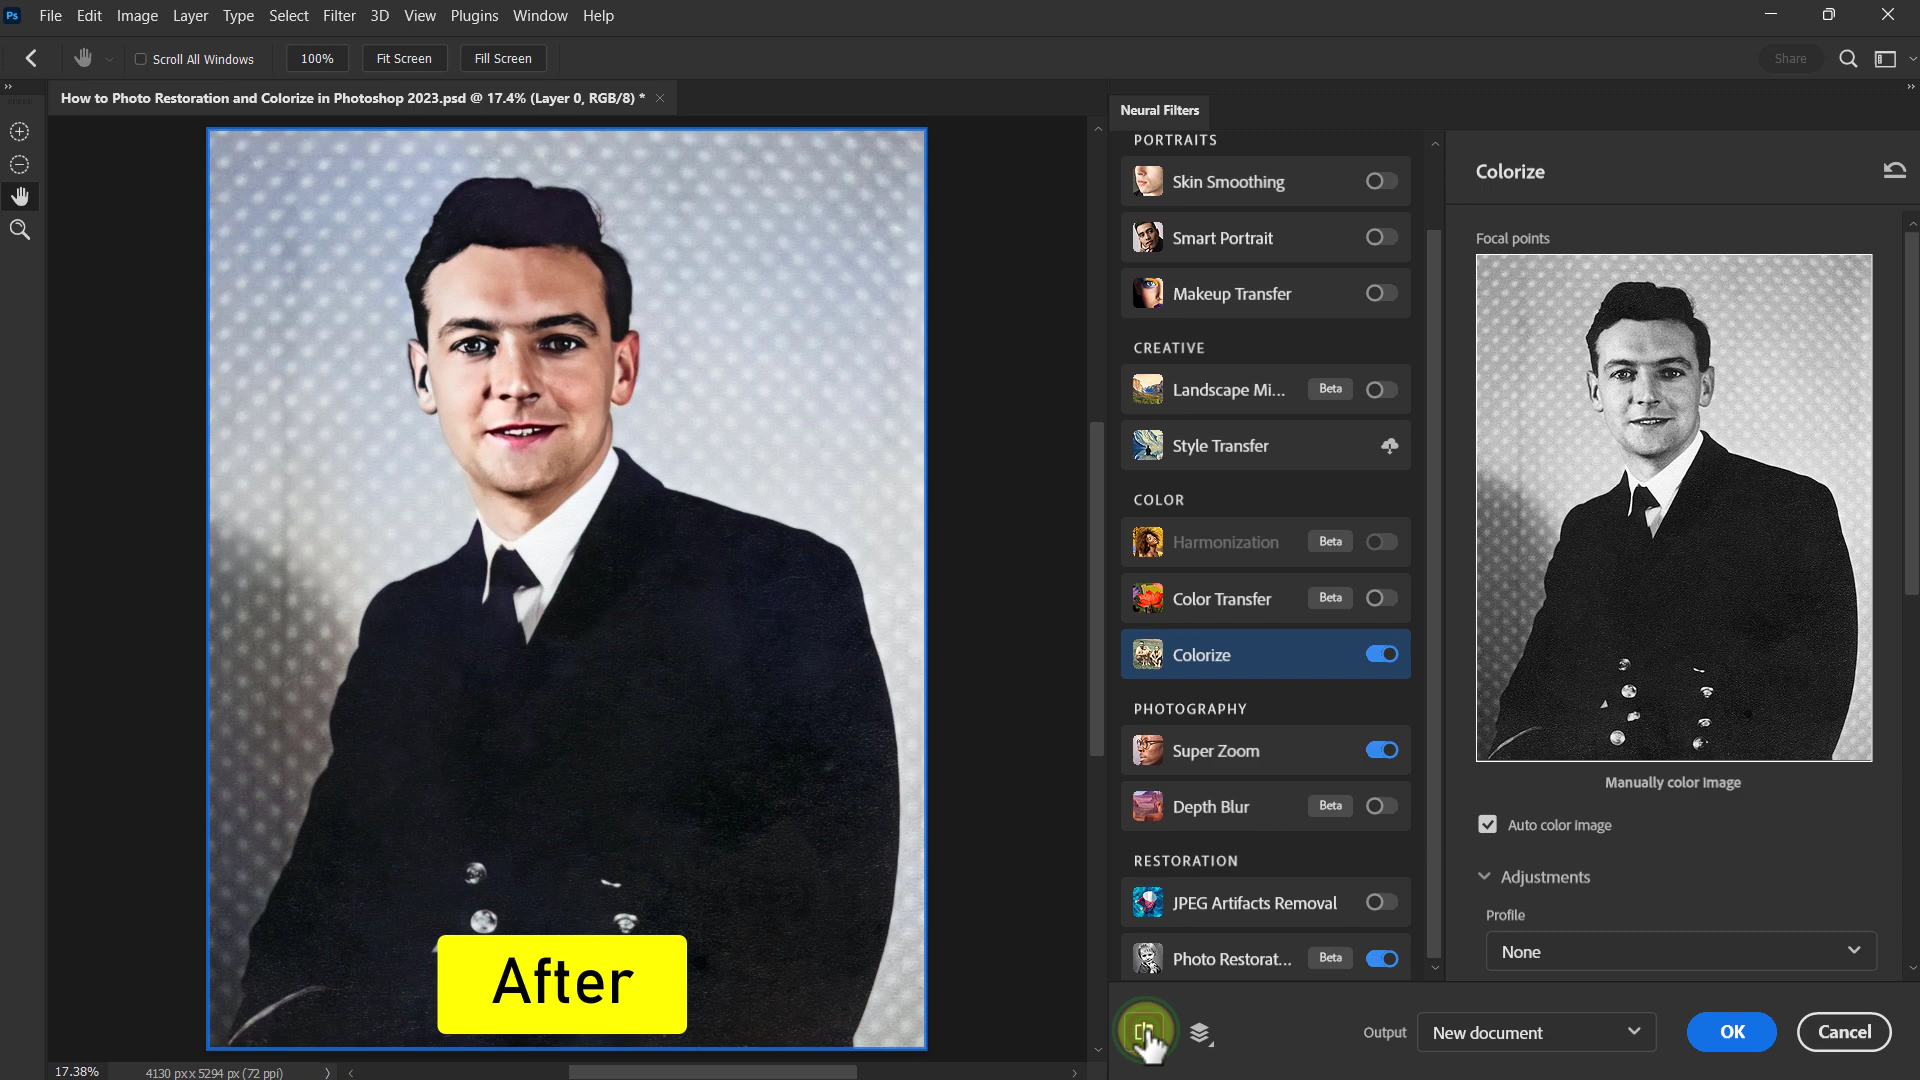 Ps File Edit Image Layer Type Select Filter 3D View Plugins Window Help
Scroll All Windows 100% Fit Screen Fill Screen Share
How to Photo Restoration and Colorize in Photoshop 2023.psd @ 17.4% (Layer 0, RGB/8) *
Neural Filters
PORTRAITS
Skin Smoothing
Smart Portrait
Makeup Transfer
CREATIVE
Landscape Mi... Beta
Style Transfer
COLOR
Harmonization Beta
Color Transfer Beta
Colorize
PHOTOGRAPHY
Super Zoom
Depth Blur Beta
RESTORATION
JPEG Artifacts Removal
Photo Restorat... Beta
Colorize
Focal points
Manually color image
Auto color image
Adjustments
Profile
None
After
Output New document OK Cancel
17.38% 4130 px x 5294 px (72 ppi)